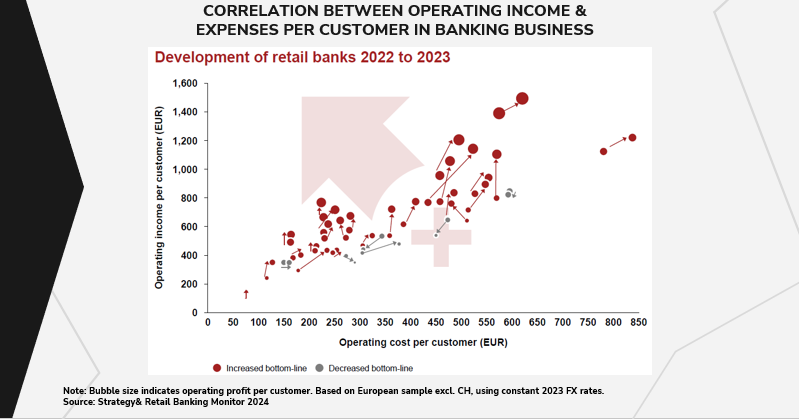 CORRELATION BETWEEN OPERATING INCOME &
EXPENSES PER CUSTOMER IN BANKING BUSINESS
Development of retail banks 2022 to 2023
Operating income per customer (EUR)
1,600
1,400
1,200
1,000
800
600
400
200
0
0 50 100 150 200 250 300 350 400 450 500 550 600 650 700 750 800 850
Operating cost per customer (EUR)
Increased bottom-line Decreased bottom-line
Note: Bubble size indicates operating profit per customer. Based on European sample excl. CH, using constant 2023 FX rates.
Source: Strategy& Retail Banking Monitor 2024